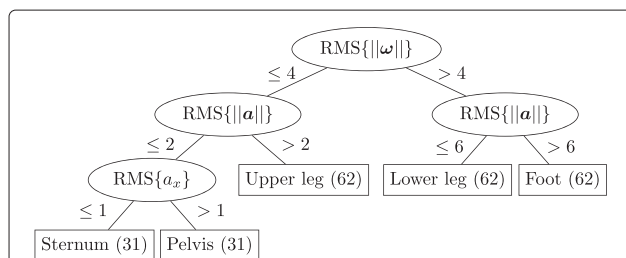 RMS{||ω||}
≤ 4 > 4
RMS{||a||} RMS{||a||}
≤ 2 > 2 ≤ 6 > 6
RMS{aₓ} Upper leg (62) Lower leg (62) Foot (62)
≤ 1 > 1
Sternum (31) Pelvis (31)